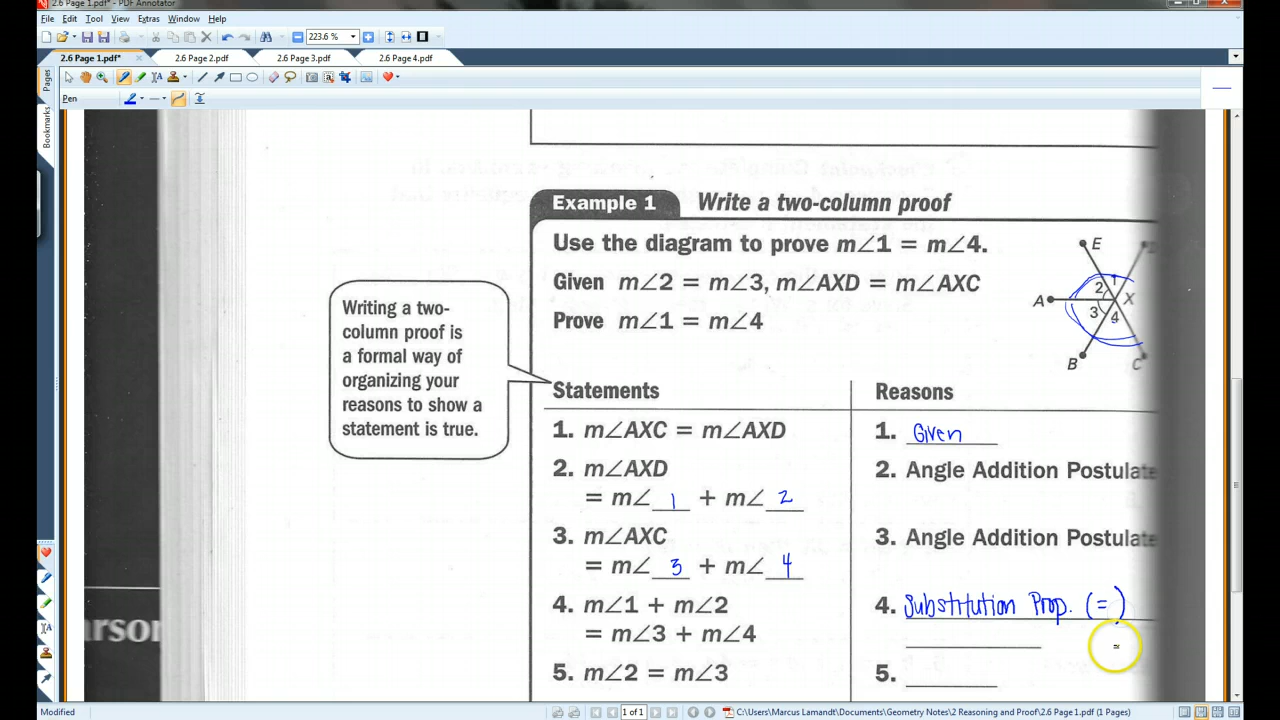 2.6 Page 1.pdf* - PDF Annotator
File Edit Tool View Extras Window Help
223.6 %
2.6 Page 1.pdf* 2.6 Page 2.pdf 2.6 Page 3.pdf 2.6 Page 4.pdf
Pen
Pages
Bookmarks
Example 1 Write a two-column proof
Use the diagram to prove m∠1 = m∠4.
Given m∠2 = m∠3, m∠AXD = m∠AXC
Prove m∠1 = m∠4
E
1
2
A X
3 4
B C
Writing a two-
column proof is
a formal way of
organizing your
reasons to show a
statement is true.
Statements Reasons
1. m∠AXC = m∠AXD 1. Given
2. m∠AXD 2. Angle Addition Postulate
= m∠ 1 + m∠ 2
3. m∠AXC 3. Angle Addition Postulate
= m∠ 3 + m∠ 4
4. m∠1 + m∠2 4. Substitution Prop. (=)
= m∠3 + m∠4
5. m∠2 = m∠3 5.
arson
Modified 1 of 1 C:\Users\Marcus Lamandt\Documents\Geometry Notes\2 Reasoning and Proof\2.6 Page 1.pdf (1 Pages)